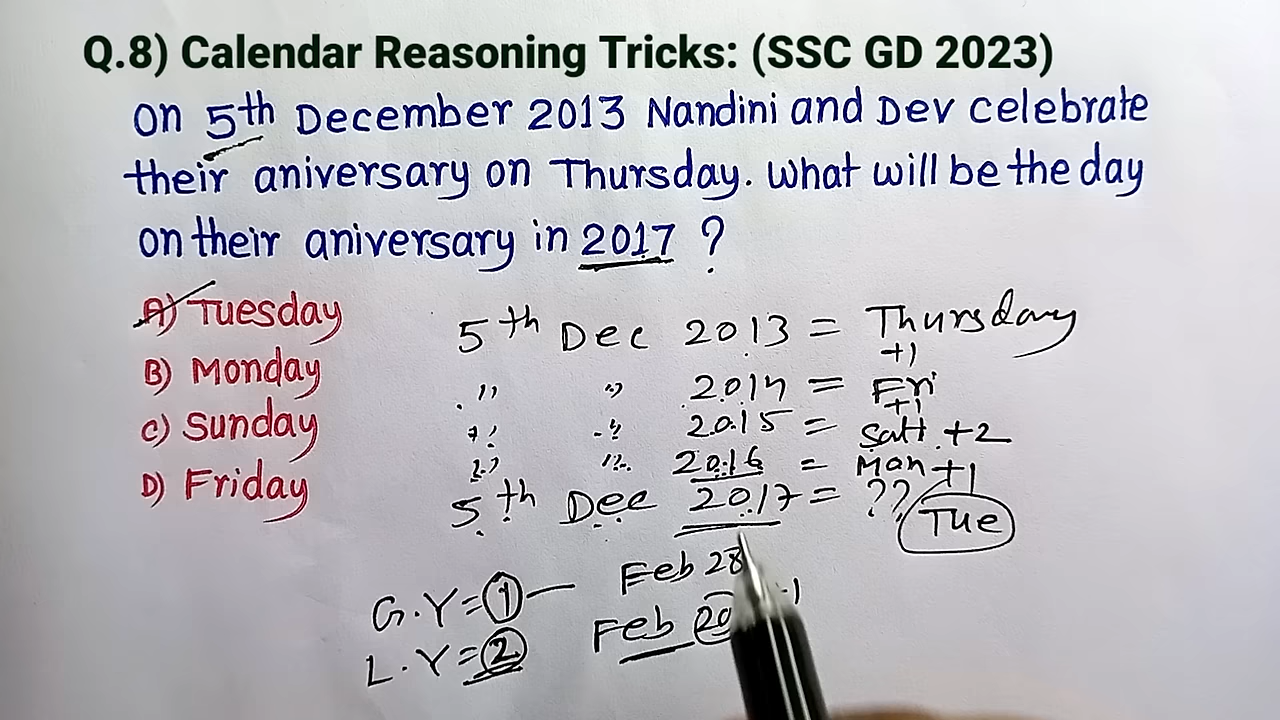 Q.8) Calendar Reasoning Tricks: (SSC GD 2023)
On 5th December 2013 Nandini and Dev celebrate
their aniversary on Thursday. What will be the day
on their aniversary in 2017 ?
A) Tuesday
B) Monday
C) Sunday
D) Friday
5th Dec 2013 = Thursday
+1
" " 2014 = Fri
+1
" " 2015 = Satt +2
" " 2016 = Mon +1
5th Dec 2017 = ??
Tue
G.Y = 1 — Feb 28
L.Y = 2 Feb